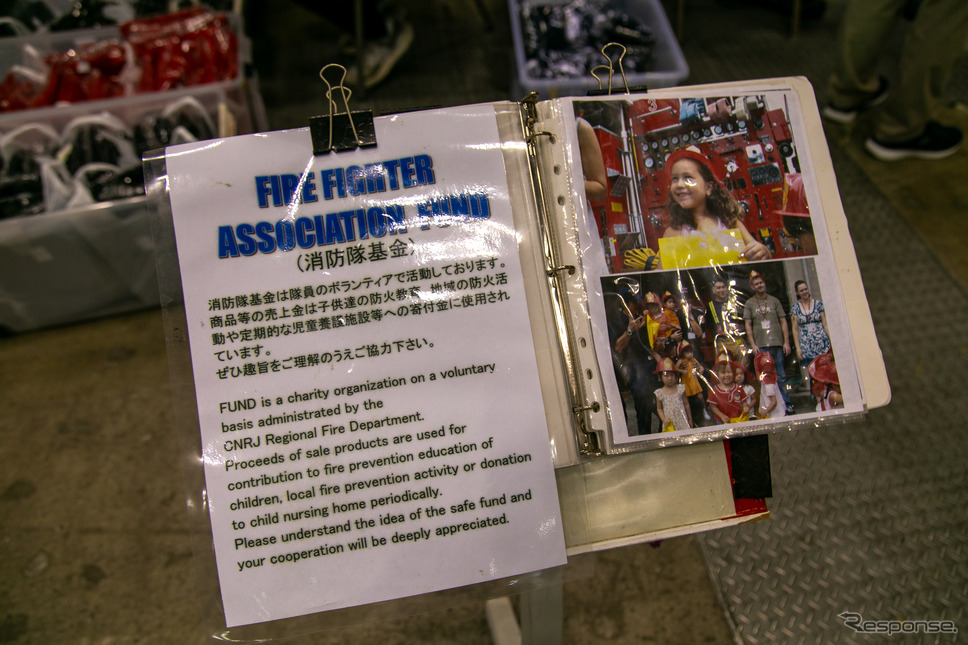 FIRE FIGHTER
ASSOCIATION FUND
(消防隊基金)
消防隊基金は隊員のボランティアで活動しております。
商品等の売上金は子供達の防火教育、地域の防火活
動や定期的な児童養護施設等への寄付金に使用され
ています。
ぜひ趣旨をご理解のうえご協力下さい。
FUND is a charity organization on a voluntary
basis administrated by the
CNRJ Regional Fire Department.
Proceeds of sale products are used for
contribution to fire prevention education of
children, local fire prevention activity or donation
to child nursing home periodically.
Please understand the idea of the safe fund and
your cooperation will be deeply appreciated.
Response.